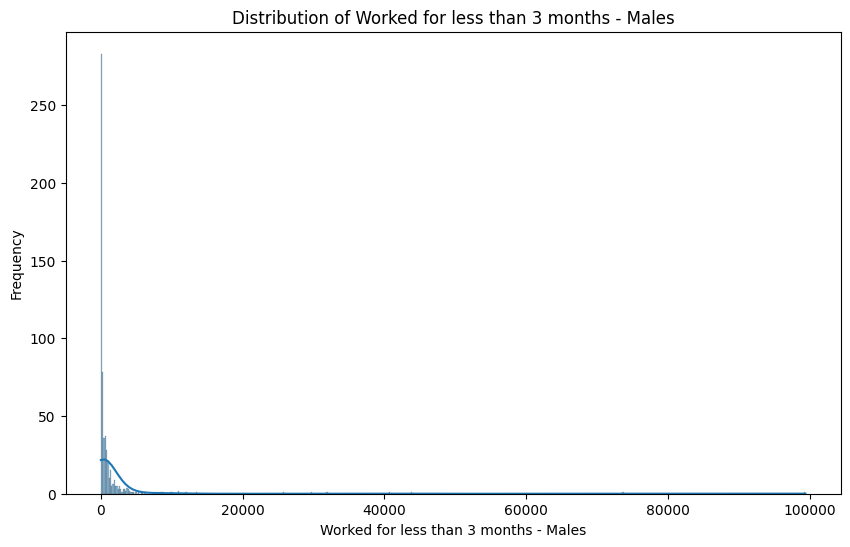 Distribution of Worked for less than 3 months - Males
Frequency
250
200
150
100
50
0
0 20000 40000 60000 80000 100000
Worked for less than 3 months - Males